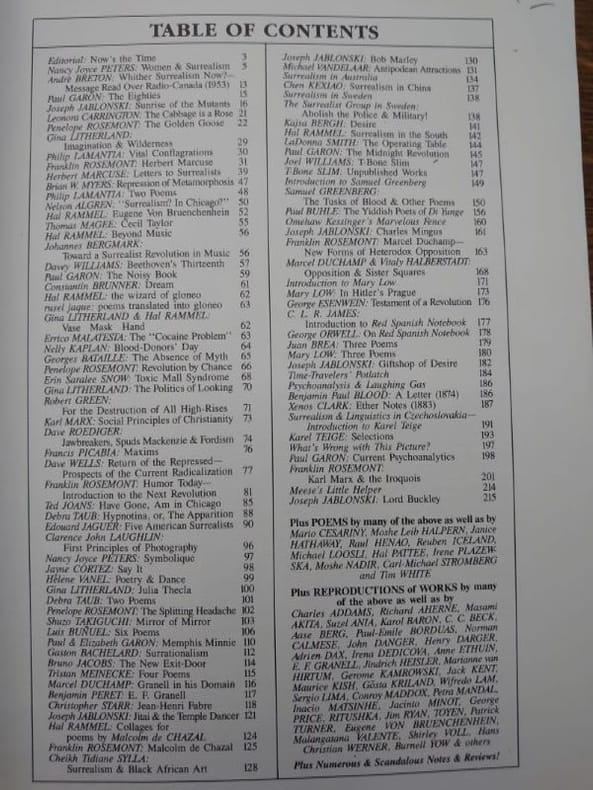 TABLE OF CONTENTS
Editorial: Now's the Time 3
Nancy Joyce PETERS: Women & Surrealism 5
André BRETON: Whither Surrealism Now?—
Message Read Over Radio-Canada (1953) 13
Paul GARON: The Eighties 15
Joseph JABLONSKI: Sunrise of the Mutants 16
Leonora CARRINGTON: The Cabbage is a Rose 21
Penelope ROSEMONT: The Golden Goose 22
Gina LITHERLAND:
Imagination & Wilderness 29
Philip LAMANTIA: Vital Conflagrations 30
Franklin ROSEMONT: Herbert Marcuse 31
Herbert MARCUSE: Letters to Surrealists 39
Brian W. MYERS: Repression of Metamorphosis 47
Philip LAMANTIA: Two Poems 48
Nelson ALGREN: "Surrealism? In Chicago?" 50
Hal RAMMEL: Eugene Von Bruenchenhein 52
Thomas MAGEE: Cecil Taylor 55
Hal RAMMEL: Beyond Music 56
Johannes BERGMARK:
Toward a Surrealist Revolution in Music 56
Davey WILLIAMS: Beethoven's Thirteenth 57
Paul GARON: The Noisy Book 59
Constantin BRUNNER: Dream 61
Hal RAMMEL: the wizard of gloneo 62
rusel jaque: poems translated into gloneo 63
Gina LITHERLAND & Hal RAMMEL:
Vase Mask Hand 62
Errico MALATESTA: The "Cocaine Problem" 63
Nelly KAPLAN: Blood-Donors' Day 64
Georges BATAILLE: The Absence of Myth 65
Penelope ROSEMONT: Revolution by Chance 66
Erin Saralee SNOW: Toxic Mall Syndrome 68
Gina LITHERLAND: The Politics of Looking 70
Robert GREEN:
For the Destruction of All High-Rises 71
Karl MARX: Social Principles of Christianity 73
Dave ROEDIGER:
Jawbreakers, Spuds Mackenzie & Fordism 74
Francis PICABIA: Maxims 76
Dave WELLS: Return of the Repressed—
Prospects of the Current Radicalization 77
Franklin ROSEMONT: Humor Today—
Introduction to the Next Revolution 81
Ted JOANS: Have Gone, Am in Chicago 85
Debra TAUB: Hypnotina, or, The Apparition 88
Edouard JAGUER: Five American Surrealists 90
Clarence John LAUGHLIN:
First Principles of Photography 96
Nancy Joyce PETERS: Symbolique 97
Jayne CORTEZ: Say It 98
Hélène VANEL: Poetry & Dance 99
Gina LITHERLAND: Julia Thecla 100
Debra TAUB: Two Poems 101
Penelope ROSEMONT: The Splitting Headache 102
Shuzo TAKIGUCHI: Mirror of Mirror 103
Luis BUÑUEL: Six Poems 106
Paul & Elizabeth GARON: Memphis Minnie 110
Gaston BACHELARD: Surrationalism 112
Bruno JACOBS: The New Exit-Door 114
Tristan MEINECKE: Four Poems 115
Marcel DUCHAMP: Granell in his Domain 116
Benjamin PERET: E. F. Granell 117
Christopher STARR: Jean-Henri Fabre 118
Joseph JABLONSKI: Jitai & the Temple Dancer 121
Hal RAMMEL: Collages for
poems by Malcolm de CHAZAL 124
Franklin ROSEMONT: Malcolm de Chazal 125
Cheikh Tidiane SYLLA:
Surrealism & Black African Art 128
Joseph JABLONSKI: Bob Marley 130
Michael VANDELAAR: Antipodean Attractions 131
Surrealism in Australia 134
Chen KEXIAO: Surrealism in China 137
Surrealism in Sweden 138
The Surrealist Group in Sweden:
Abolish the Police & Military! 138
Kajsa BERGH: Desire 141
Hal RAMMEL: Surrealism in the South 142
LaDonna SMITH: The Operating Table 144
Paul GARON: The Midnight Revolution 145
Joel WILLIAMS: T-Bone Slim 147
T-BONE SLIM: Unpublished Works 147
Introduction to Samuel Greenberg 149
Samuel GREENBERG:
The Tusks of Blood & Other Poems 150
Paul BUHLE: The Yiddish Poets of Di Yunge 156
Omehaw Kessinger's Marvelous Fence 160
Joseph JABLONSKI: Charles Mingus 161
Franklin ROSEMONT: Marcel Duchamp—
New Forms of Heterodox Opposition 163
Marcel DUCHAMP & Vitaly HALBERSTADT:
Opposition & Sister Squares 168
Introduction to Mary Low 171
Mary LOW: In Hitler's Prague 173
George ESENWEIN: Testament of a Revolution 176
C. L. R. JAMES:
Introduction to Red Spanish Notebook 177
George ORWELL: On Red Spanish Notebook 178
Juan BREA: Three Poems 179
Mary LOW: Three Poems 180
Joseph JABLONSKI: Giftshop of Desire 182
Time-Travelers' Potlatch 184
Psychoanalysis & Laughing Gas 186
Benjamin Paul BLOOD: A Letter (1874) 186
Xenos CLARK: Ether Notes (1883) 187
Surrealism & Linguistics in Czechoslovakia—
Introduction to Karel Teige 191
Karel TEIGE: Selections 193
What's Wrong with This Picture? 197
Paul GARON: Current Psychoanalytics 198
Franklin ROSEMONT:
Karl Marx & the Iroquois 201
Meese's Little Helper 214
Joseph JABLONSKI: Lord Buckley 215
Plus POEMS by many of the above as well as by
Mario CESARINY, Moshe Leib HALPERN, Janice
HATHAWAY, Raul HENAO, Reuben ICELAND,
Michael LOOSLI, Hal PATTEE, Irene PLAZEW-
SKA, Moshe NADIR, Carl-Michael STROMBERG
and Tim WHITE
Plus REPRODUCTIONS of WORKS by many
of the above as well as by
Charles ADDAMS, Richard AHERNE, Masami
AKITA, Suzel ANIA, Karol BARON, C. C. BECK,
Aase BERG, Paul-Emile BORDUAS, Norman
CALMESE, John DANGER, Henry DARGER,
Adrien DAX, Irena DEDICOVA, Anne ETHUIN,
E. F. GRANELL, Jindrich HEISLER, Marianne van
HIRTUM, Gerome KAMROWSKI, Jack KENT,
Maurice KISH, Gösta KRILAND, Wifredo LAM,
Sergio LIMA, Conroy MADDOX, Petra MANDAL,
Inacio MATSINHE, Jacinto MINOT, George
PRICE, RITUSHKA, Jim RYAN, TOYEN, Patrick
TURNER, Eugene VON BRUENCHENHEIN,
Malangatana VALENTE, Shirley VOLL, Hans
Christian WERNER, Burnell YOW & others
Plus Numerous & Scandalous Notes & Reviews!